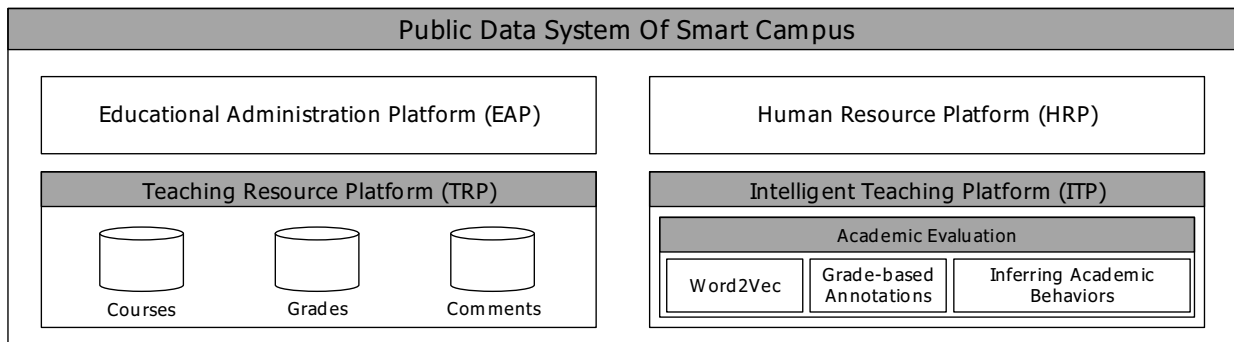 Public Data System Of Smart Campus
Educational Administration Platform (EAP)
Human Resource Platform (HRP)
Teaching Resource Platform (TRP)
Courses
Grades
Comments
Intelligent Teaching Platform (ITP)
Academic Evaluation
Word2Vec
Grade-based
Annotations
Inferring Academic
Behaviors